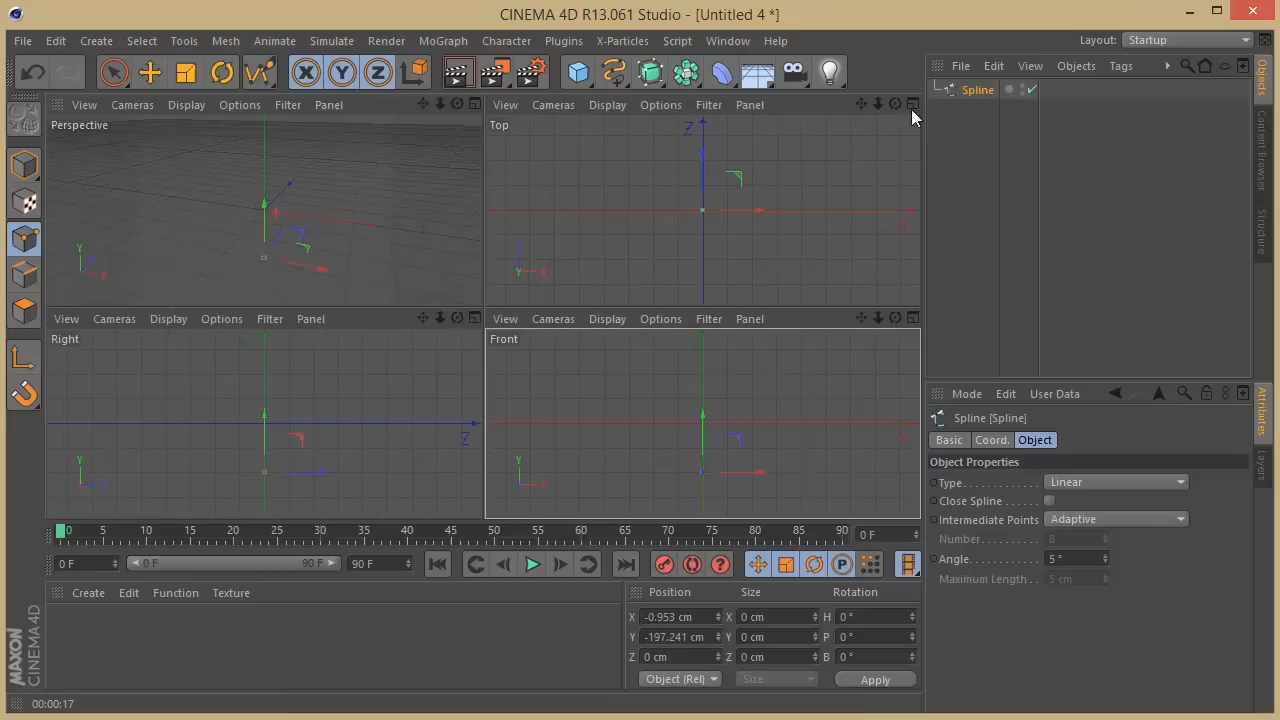 CINEMA 4D R13.061 Studio - [Untitled 4 *]
File Edit Create Select Tools Mesh Animate Simulate Render MoGraph Character Plugins X-Particles Script Window Help
Layout: Startup
X Y Z
File Edit View Objects Tags
Spline
View Cameras Display Options Filter Panel
Perspective
Y
X
View Cameras Display Options Filter Panel
Top
Z
Y
View Cameras Display Options Filter Panel
Right
Z
Y
View Cameras Display Options Filter Panel
Front
Y
Objects
Content Browser
Structure
Attributes
Layers
Mode Edit User Data
Spline [Spline]
Basic Coord. Object
Object Properties
Type Linear
Close Spline
Intermediate Points Adaptive
Number 8
Angle 5 °
Maximum Length 5 cm
0 5 10 15 20 25 30 35 40 45 50 55 60 65 70 75 80 85 90
0 F
0 F 0 F 90 F 90 F
P
Create Edit Function Texture
Position Size Rotation
X -0.953 cm X 0 cm H 0 °
Y -197.241 cm Y 0 cm P 0 °
Z 0 cm Z 0 cm B 0 °
Object (Rel) Size Apply
MAXON
CINEMA 4D
00:00:17